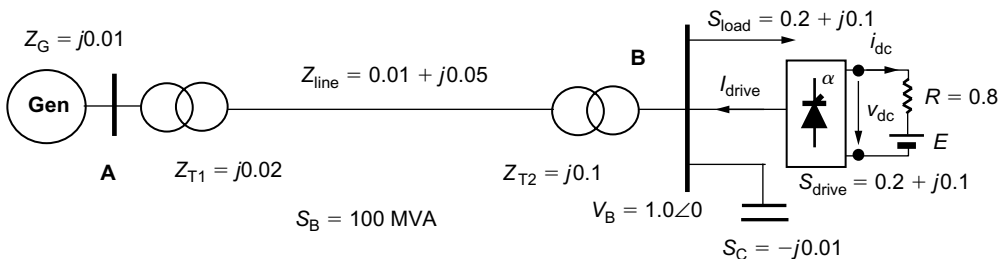 Z_G = j0.01
Gen
A
Z_T1 = j0.02
Z_line = 0.01 + j0.05
S_B = 100 MVA
Z_T2 = j0.1
B
V_B = 1.0∠0
S_load = 0.2 + j0.1
I_drive
S_C = −j0.01
α
i_dc
v_dc
R = 0.8
E
S_drive = 0.2 + j0.1